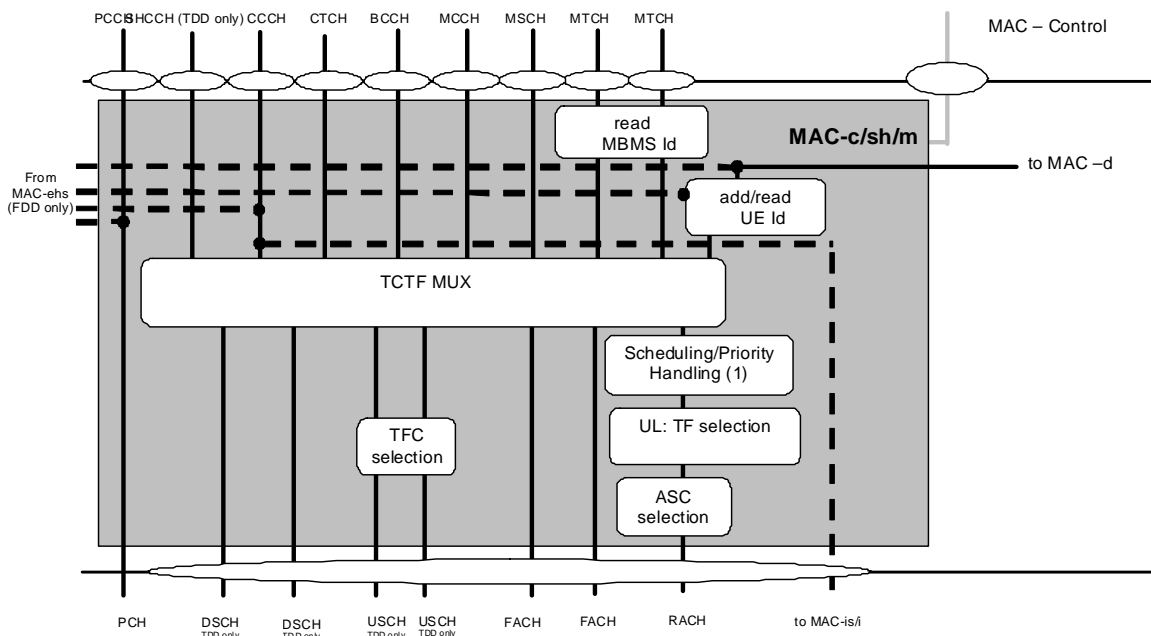 PCCH SHCCH (TDD only) CCCH CTCH BCCH MCCH MSCH MTCH MTCH
MAC – Control
read
MBMS Id
MAC-c/sh/m
to MAC –d
From
MAC-ehs
(FDD only)
add/read
UE Id
TCTF MUX
Scheduling/Priority
Handling (1)
UL: TF selection
TFC
selection
ASC
selection
PCH DSCH DSCH USCH USCH FACH FACH RACH to MAC-is/i
TDD only TDD only TDD only TDD only